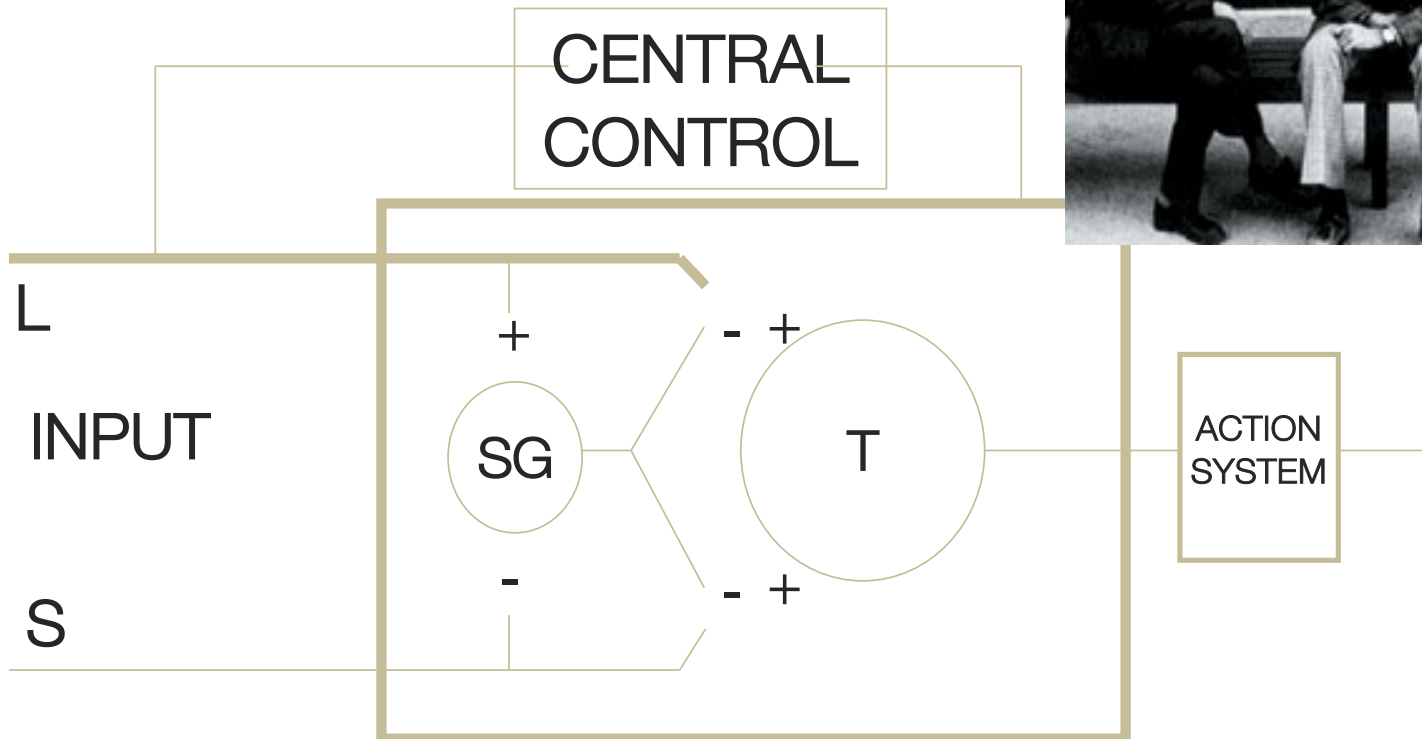 CENTRAL
CONTROL
L
+
- +
INPUT
SG
T
ACTION
SYSTEM
-
- +
S